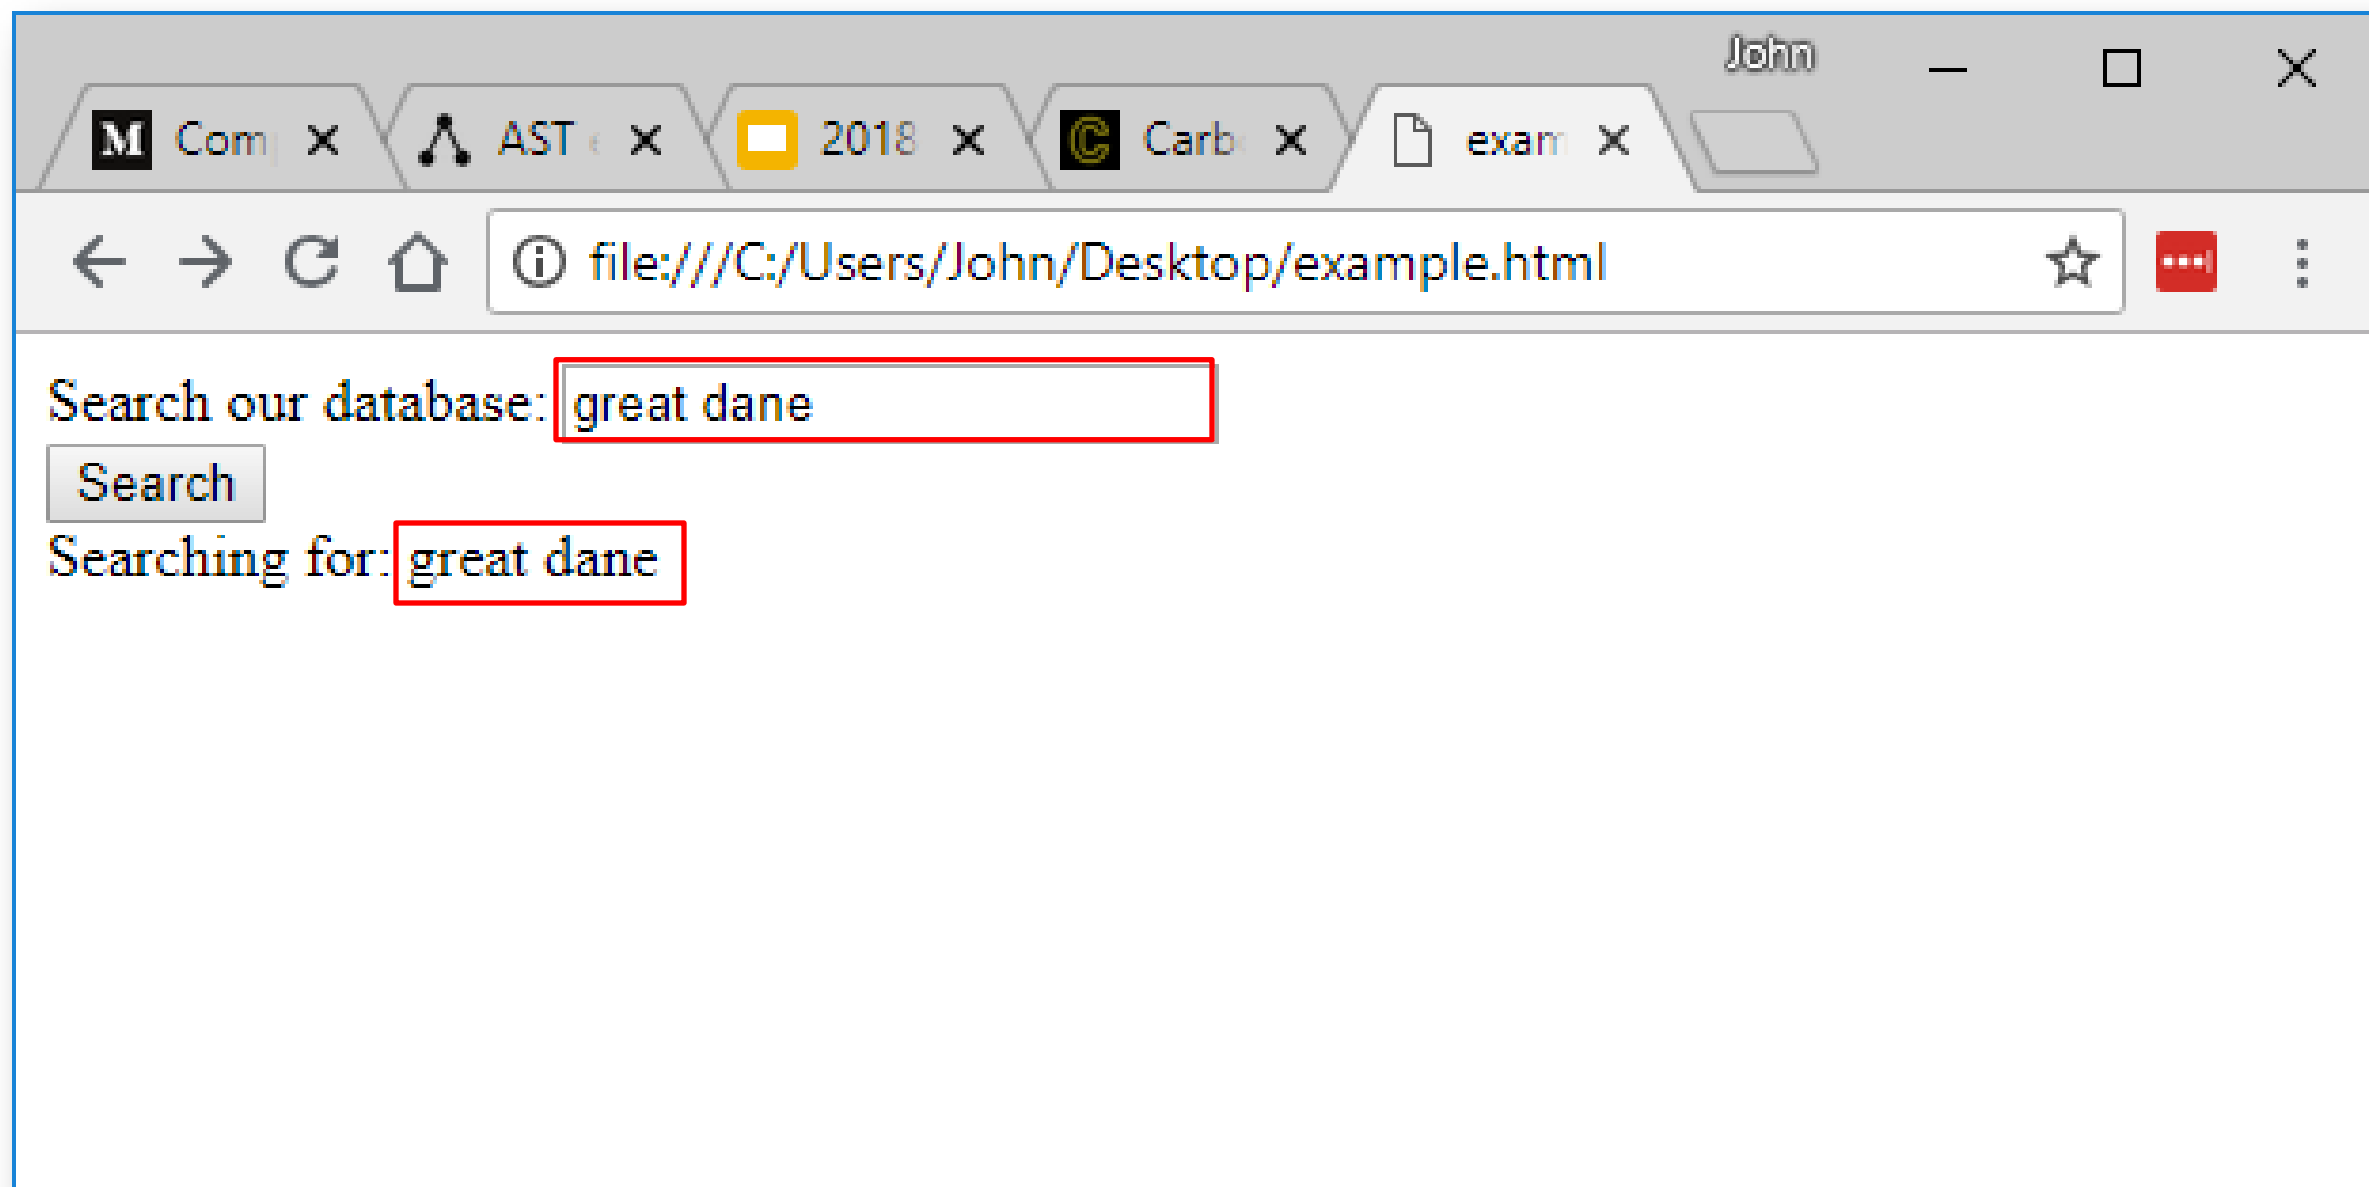 John
M Com AST 2018 C Carb exam
file:///C:/Users/John/Desktop/example.html
Search our database: great dane
Search
Searching for: great dane